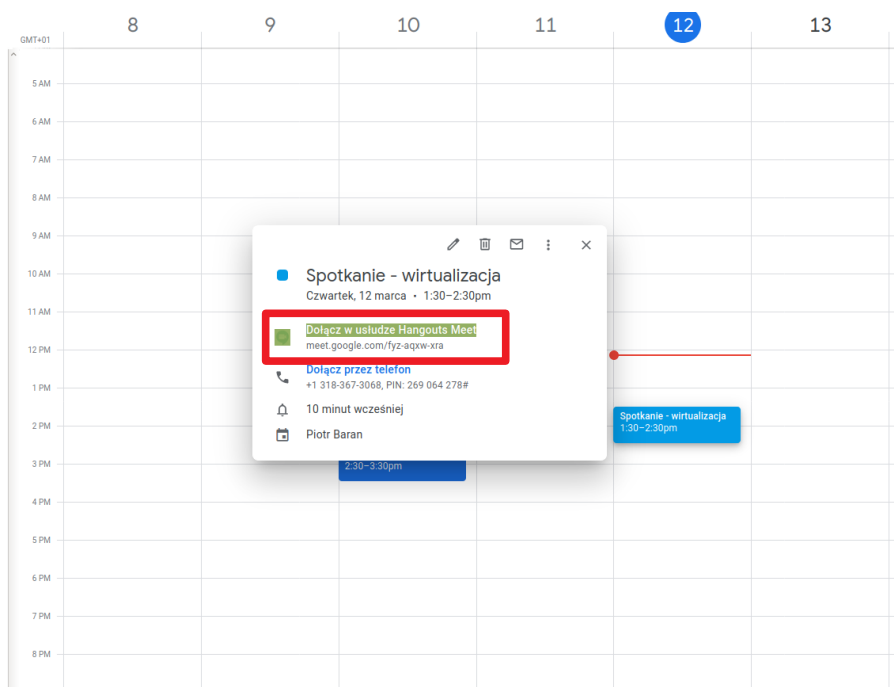 8 9 10 11 12 13
GMT+01
5 AM
6 AM
7 AM
8 AM
9 AM
10 AM
11 AM
12 PM
1 PM
2 PM
3 PM
4 PM
5 PM
6 PM
7 PM
8 PM
Spotkanie - wirtualizacja
Czwartek, 12 marca • 1:30–2:30pm
Dołącz w usłudze Hangouts Meet
meet.google.com/fyz-aqxw-xra
Dołącz przez telefon
+1 318-367-3068, PIN: 269 064 278#
10 minut wcześniej
Piotr Baran
2:30–3:30pm
Spotkanie - wirtualizacja
1:30–2:30pm